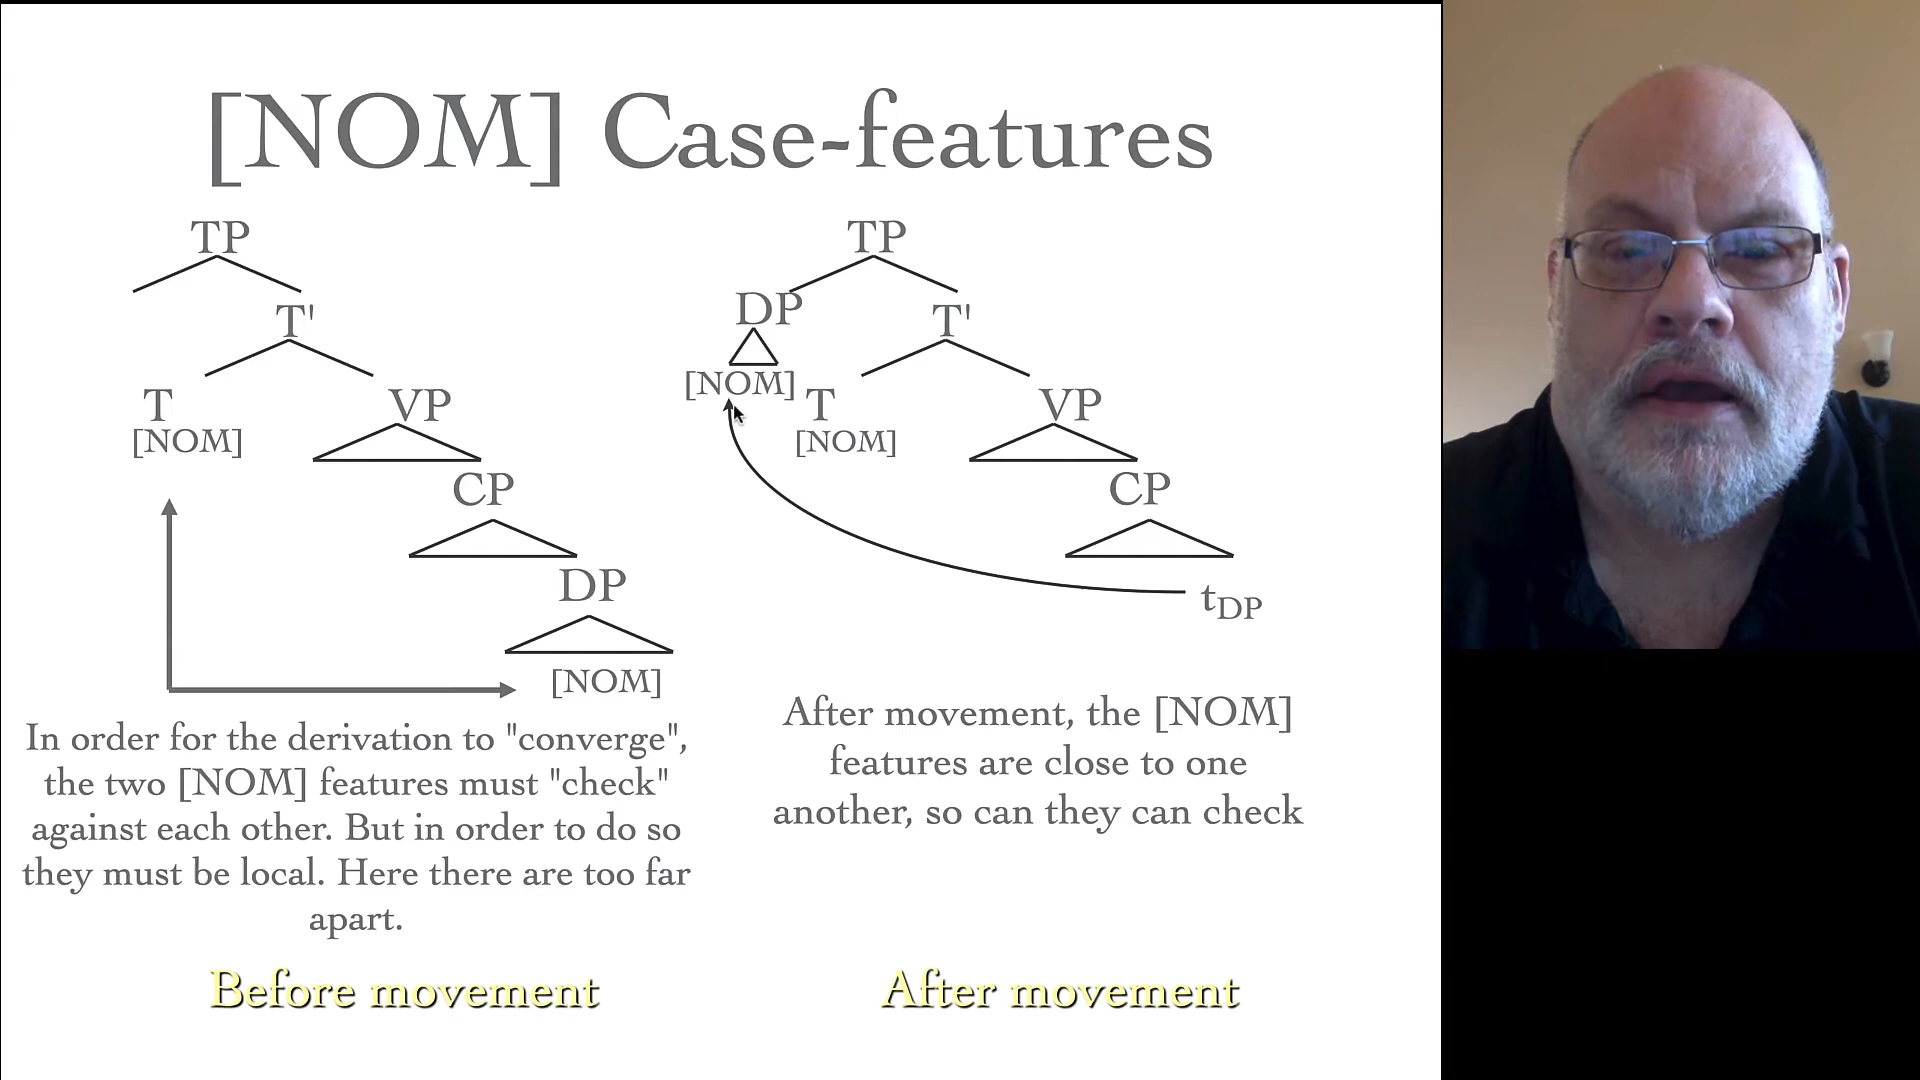 [NOM] Case-features
TP
T'
T
VP
[NOM]
CP
DP
[NOM]
In order for the derivation to "converge",
the two [NOM] features must "check"
against each other. But in order to do so
they must be local. Here there are too far
apart.
Before movement
TP
DP
T'
[NOM]
T
VP
[NOM]
CP
tDP
After movement, the [NOM]
features are close to one
another, so can they can check
After movement